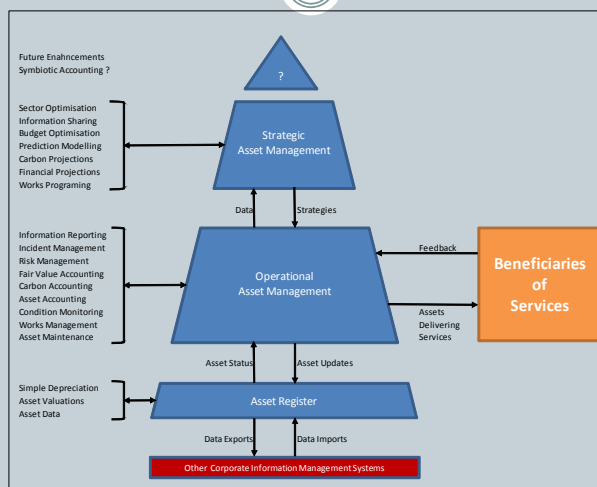 Future Enahncements
Symbiotic Accounting ?
?
Sector Optimisation
Information Sharing
Budget Optimisation
Prediction Modelling
Carbon Projections
Financial Projections
Works Programing
Strategic
Asset Management
Data
Strategies
Information Reporting
Incident Management
Risk Management
Fair Value Accounting
Carbon Accounting
Asset Accounting
Condition Monitoring
Works Management
Asset Maintenance
Operational
Asset Management
Feedback
Assets
Delivering
Services
Beneficiaries
of
Services
Asset Status
Asset Updates
Simple Depreciation
Asset Valuations
Asset Data
Asset Register
Data Exports
Data Imports
Other Corporate Information Management Systems